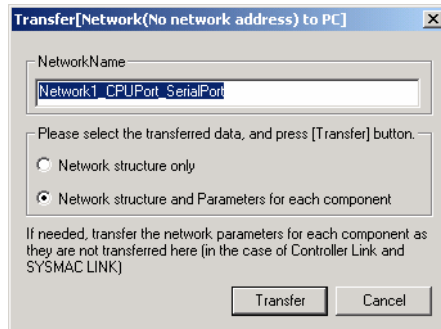 Transfer[Network(No network address) to PC]
NetworkName
Network1_CPUPort_SerialPort
Please select the transferred data, and press [Transfer] button.
Network structure only
Network structure and Parameters for each component
If needed, transfer the network parameters for each component as
they are not transferred here (in the case of Controller Link and
SYSMAC LINK)
Transfer
Cancel